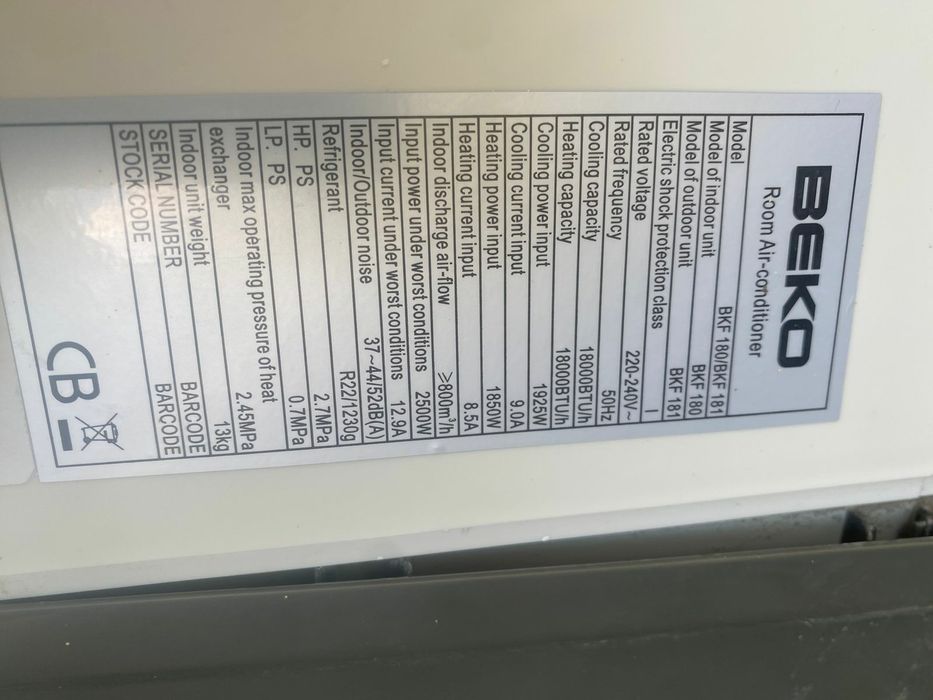 BEKO
Room Air-conditioner
Model BKF 180/BKF 181
Model of indoor unit BKF 180
Model of outdoor unit BKF 181
Electric shock protection class I
Rated voltage 220-240V~
Rated frequency 50Hz
Cooling capacity 18000BTU/h
Heating capacity 18000BTU/h
Cooling power input 1925W
Cooling current input 9.0A
Heating power input 1850W
Heating current input 8.5A
Indoor discharge air-flow ≥800m³/h
Input power under worst conditions 2500W
Input current under worst conditions 12.9A
Indoor/Outdoor noise 37~44/52dB(A)
Refrigerant R22/1230g
HP. PS 2.7MPa
LP. PS 0.7MPa
Indoor max operating pressure of heat
exchanger 2.45MPa
Indoor unit weight 13kg
SERIAL NUMBER BARCODE
STOCK CODE BARCODE
CB